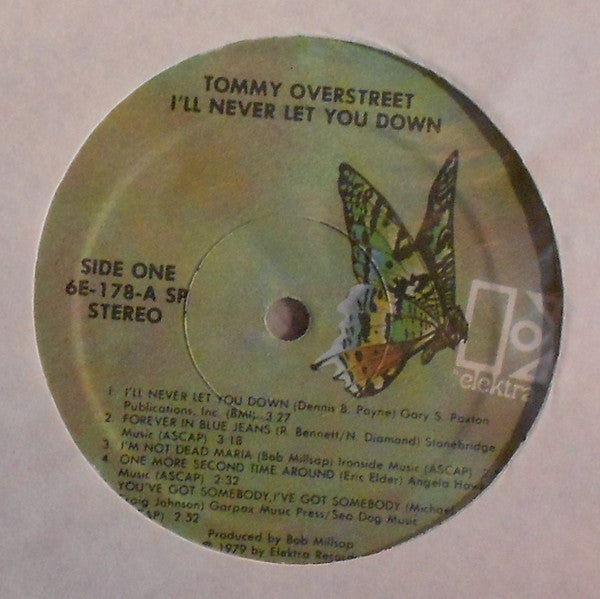 TOMMY OVERSTREET
I'LL NEVER LET YOU DOWN
SIDE ONE
6E-178-A SP
STEREO
elektra
1. I'LL NEVER LET YOU DOWN (Dennis B. Payne) Gary S. Paxton
Publications, Inc. (BMI) 3:27
2. FOREVER IN BLUE JEANS (R. Bennett/N. Diamond) Stonebridge
Music (ASCAP) 3:18
3. I'M NOT DEAD MARIA (Bob Millsap) Ironside Music (ASCAP)
4. ONE MORE SECOND TIME AROUND (Eric Elder) Angela
Music (ASCAP) 2:32
YOU'VE GOT SOMEBODY, I'VE GOT SOMEBODY (Michael
Craig Johnson) Garpax Music Press/Sea Dog Music
2:52
Produced by Bob Millsap
1979 by Elektra